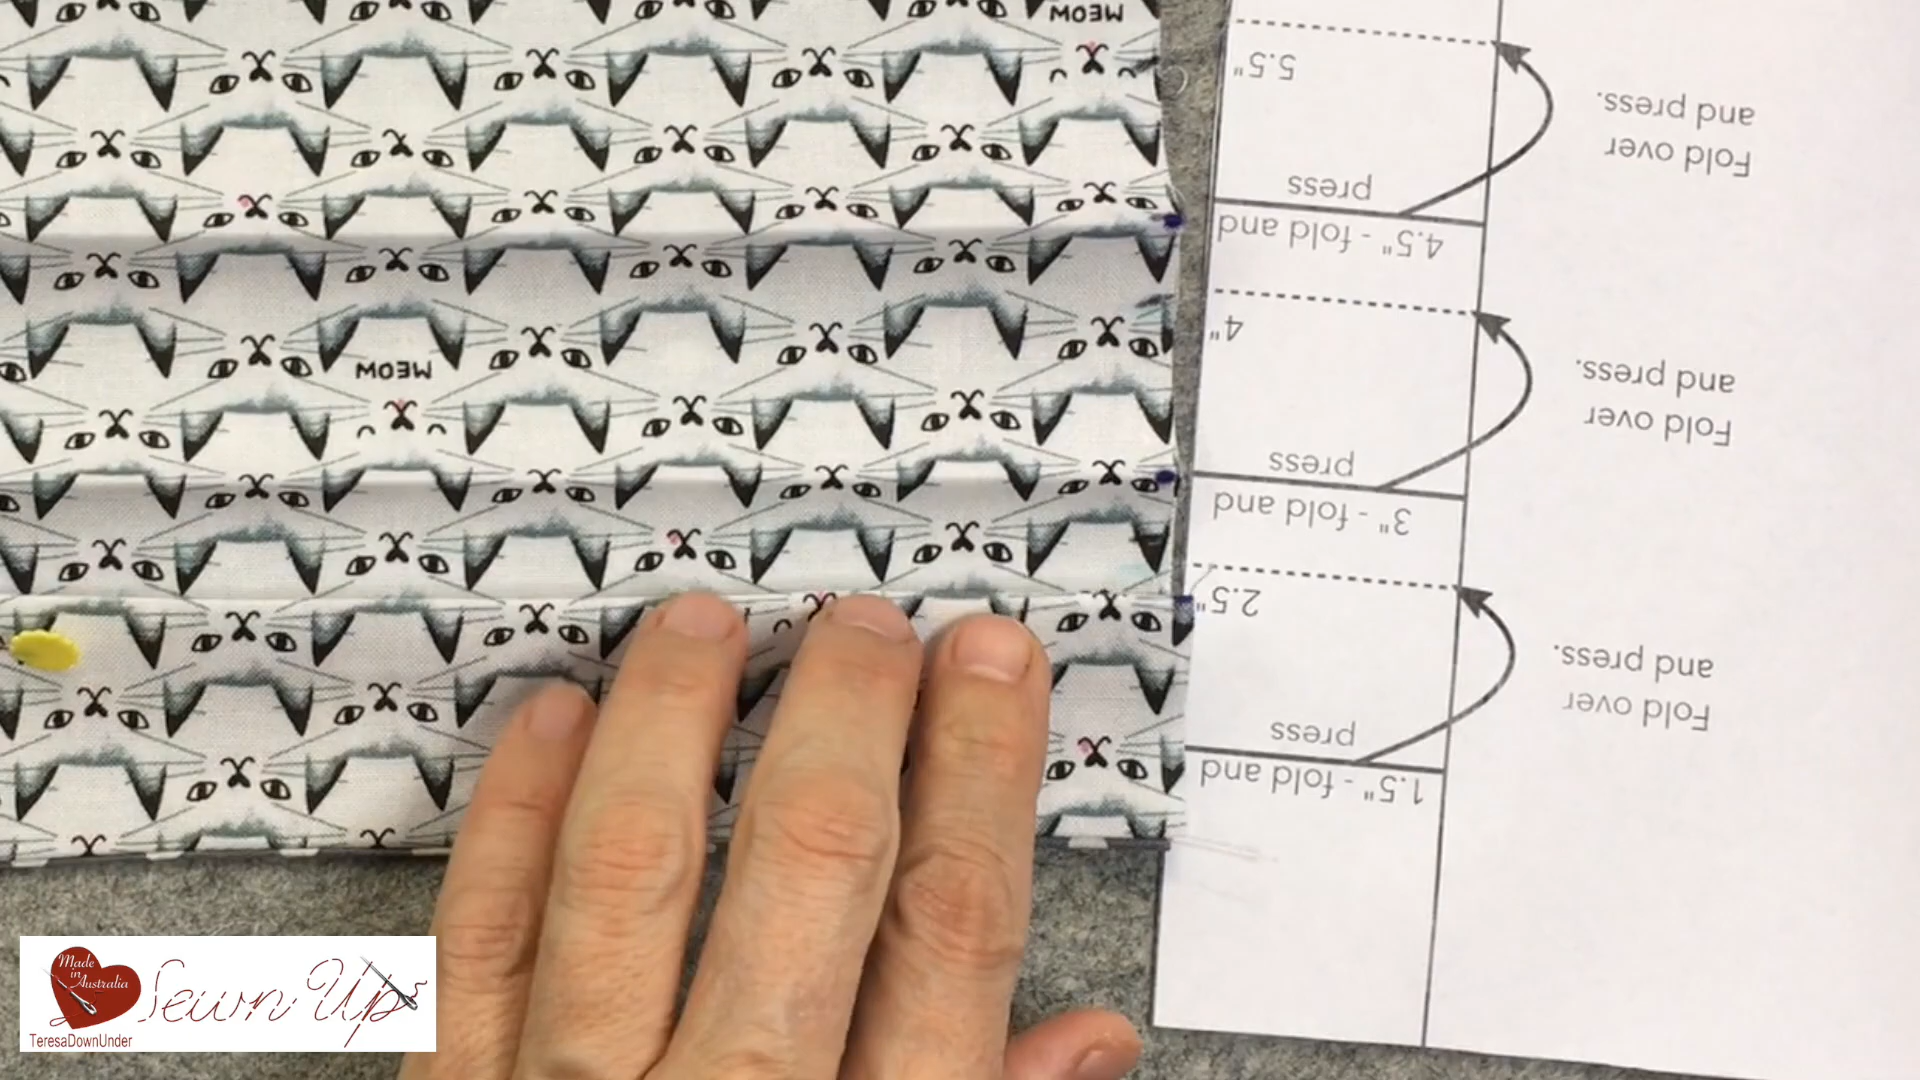 MEOW
MEOW
1.5" - fold and
press
Fold over
and press.
2.5"
3" - fold and
press
Fold over
and press.
4"
4.5" - fold and
press
Fold over
and press.
5.5"
Made
in
Australia
Sewn Up
TeresaDownUnder